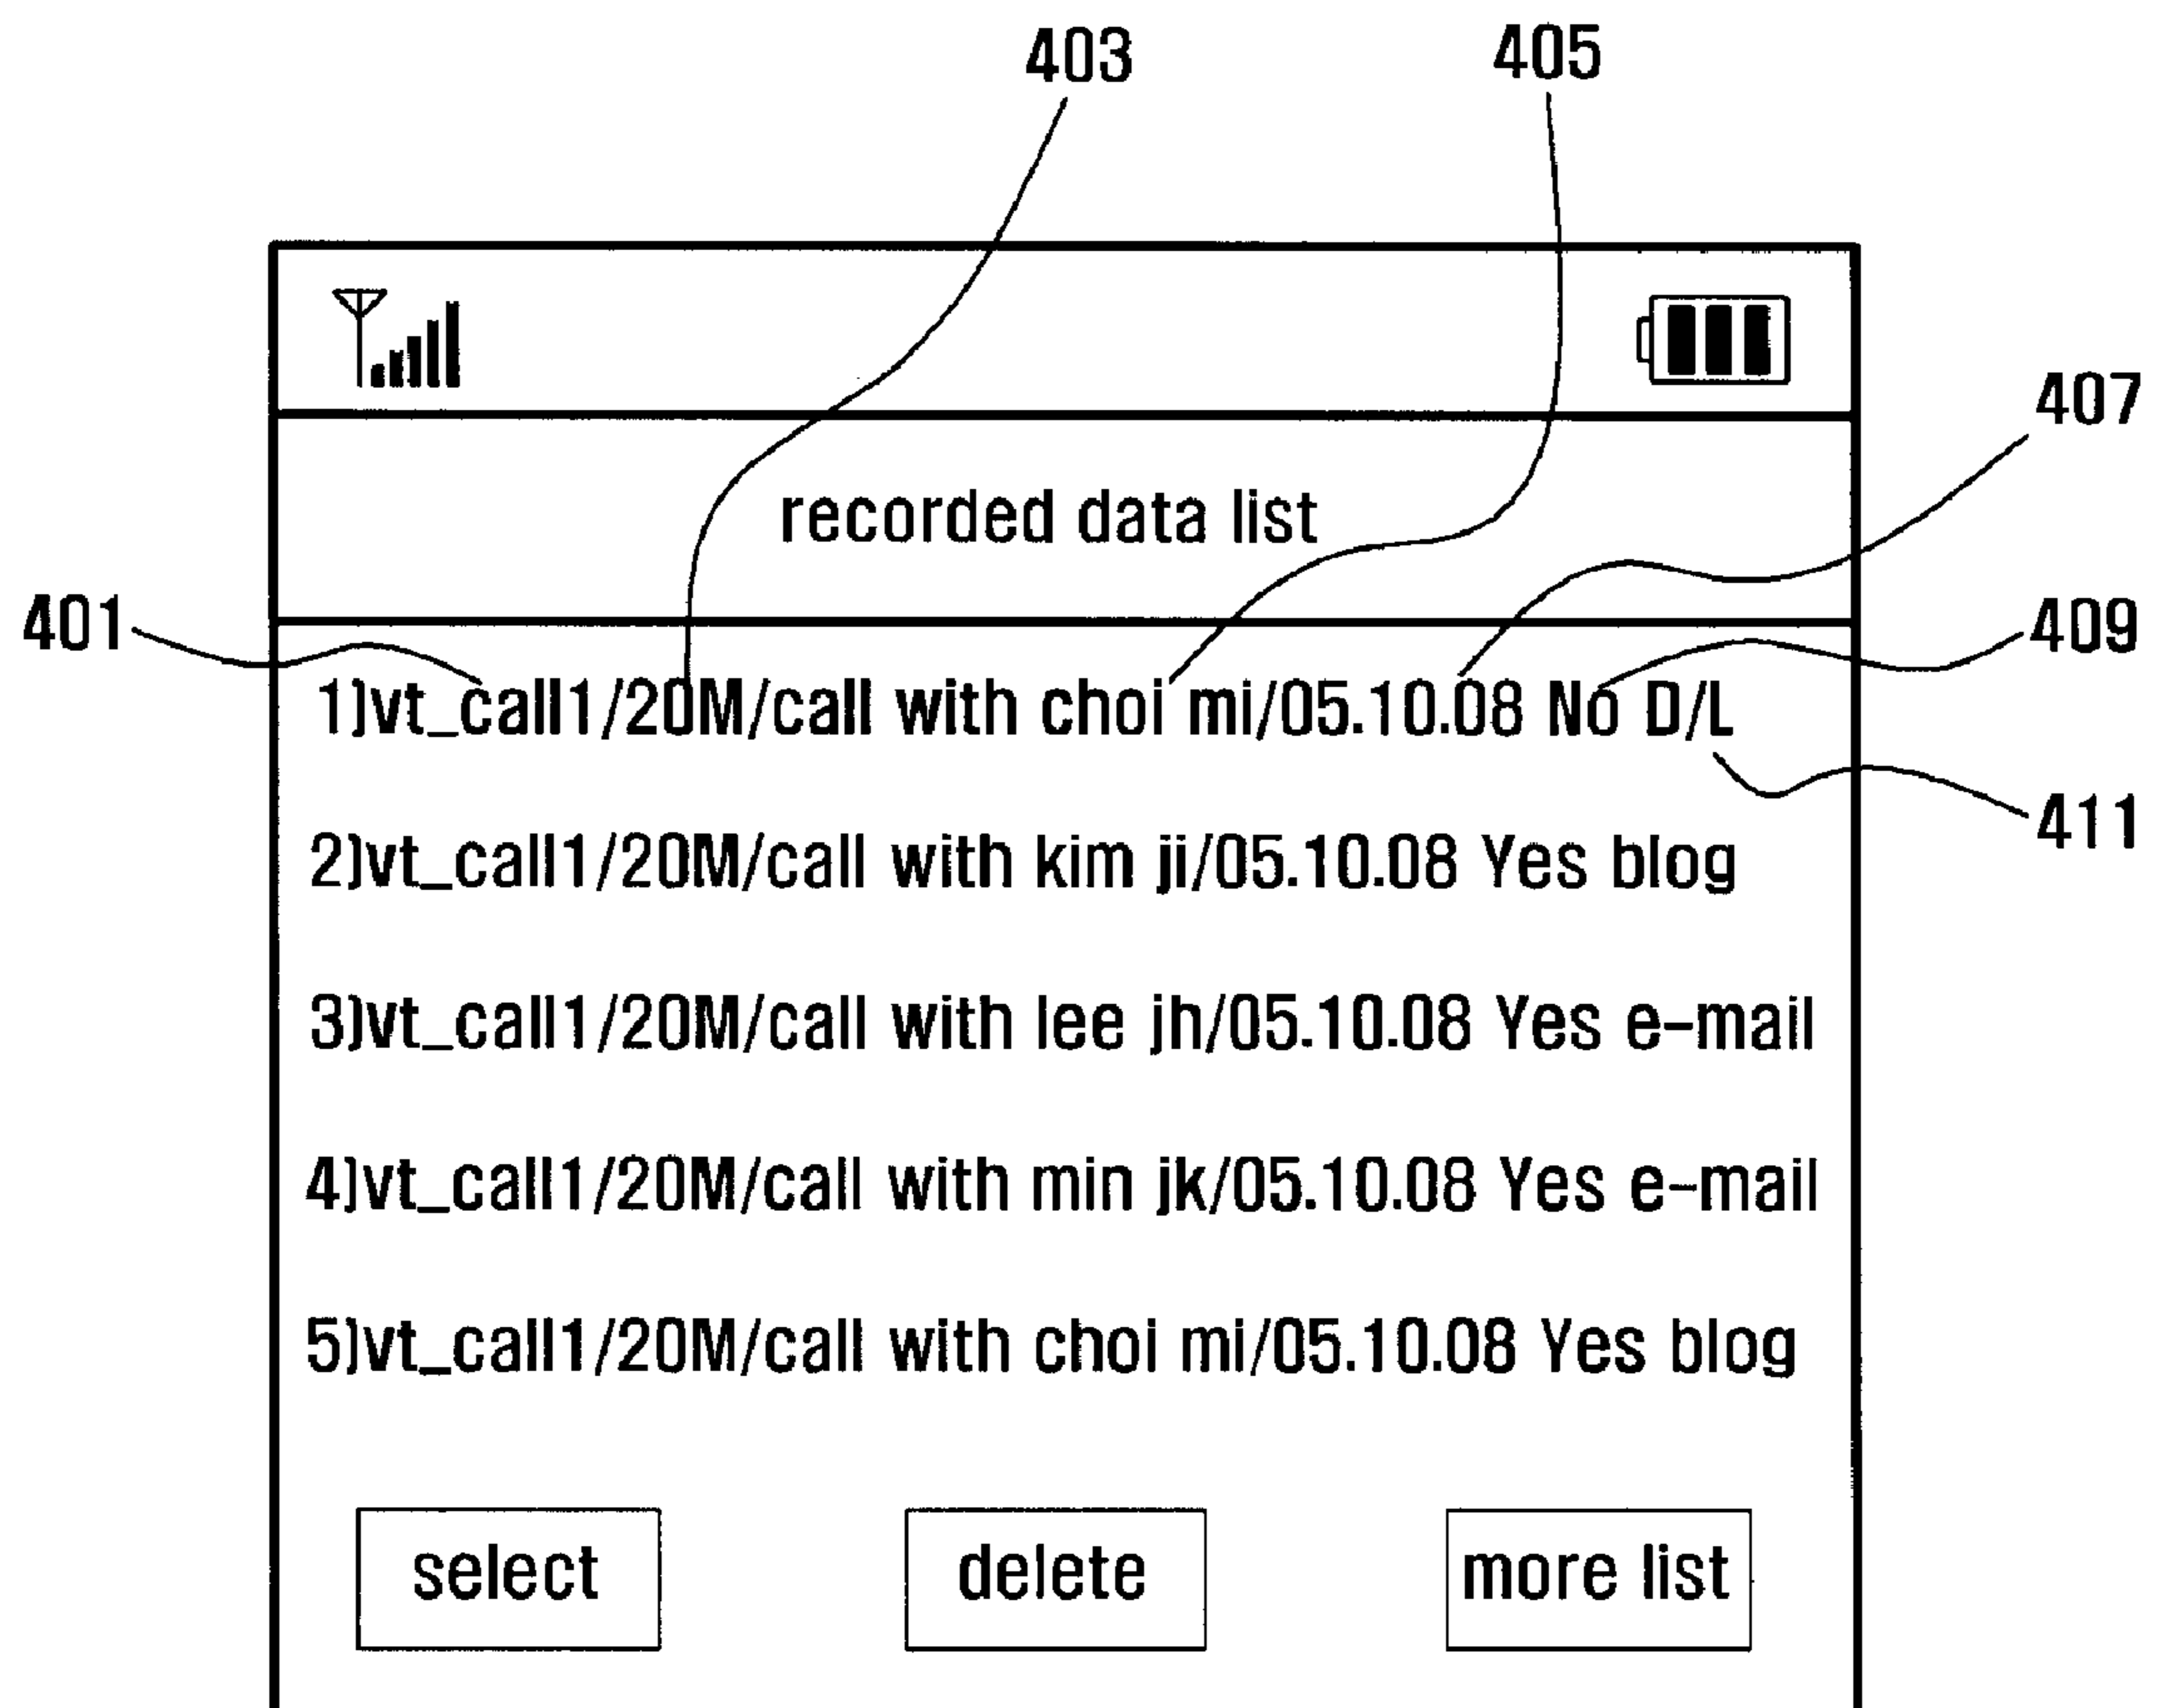 403
405
407
recorded data list
401
409
1)vt_call1/20M/call with choi mi/05.10.08 No D/L
411
2)vt_call1/20M/call with kim ji/05.10.08 Yes blog
3)vt_call1/20M/call with lee jh/05.10.08 Yes e-mail
4)vt_call1/20M/call with min jk/05.10.08 Yes e-mail
5)vt_call1/20M/call with choi mi/05.10.08 Yes blog
select
delete
more list